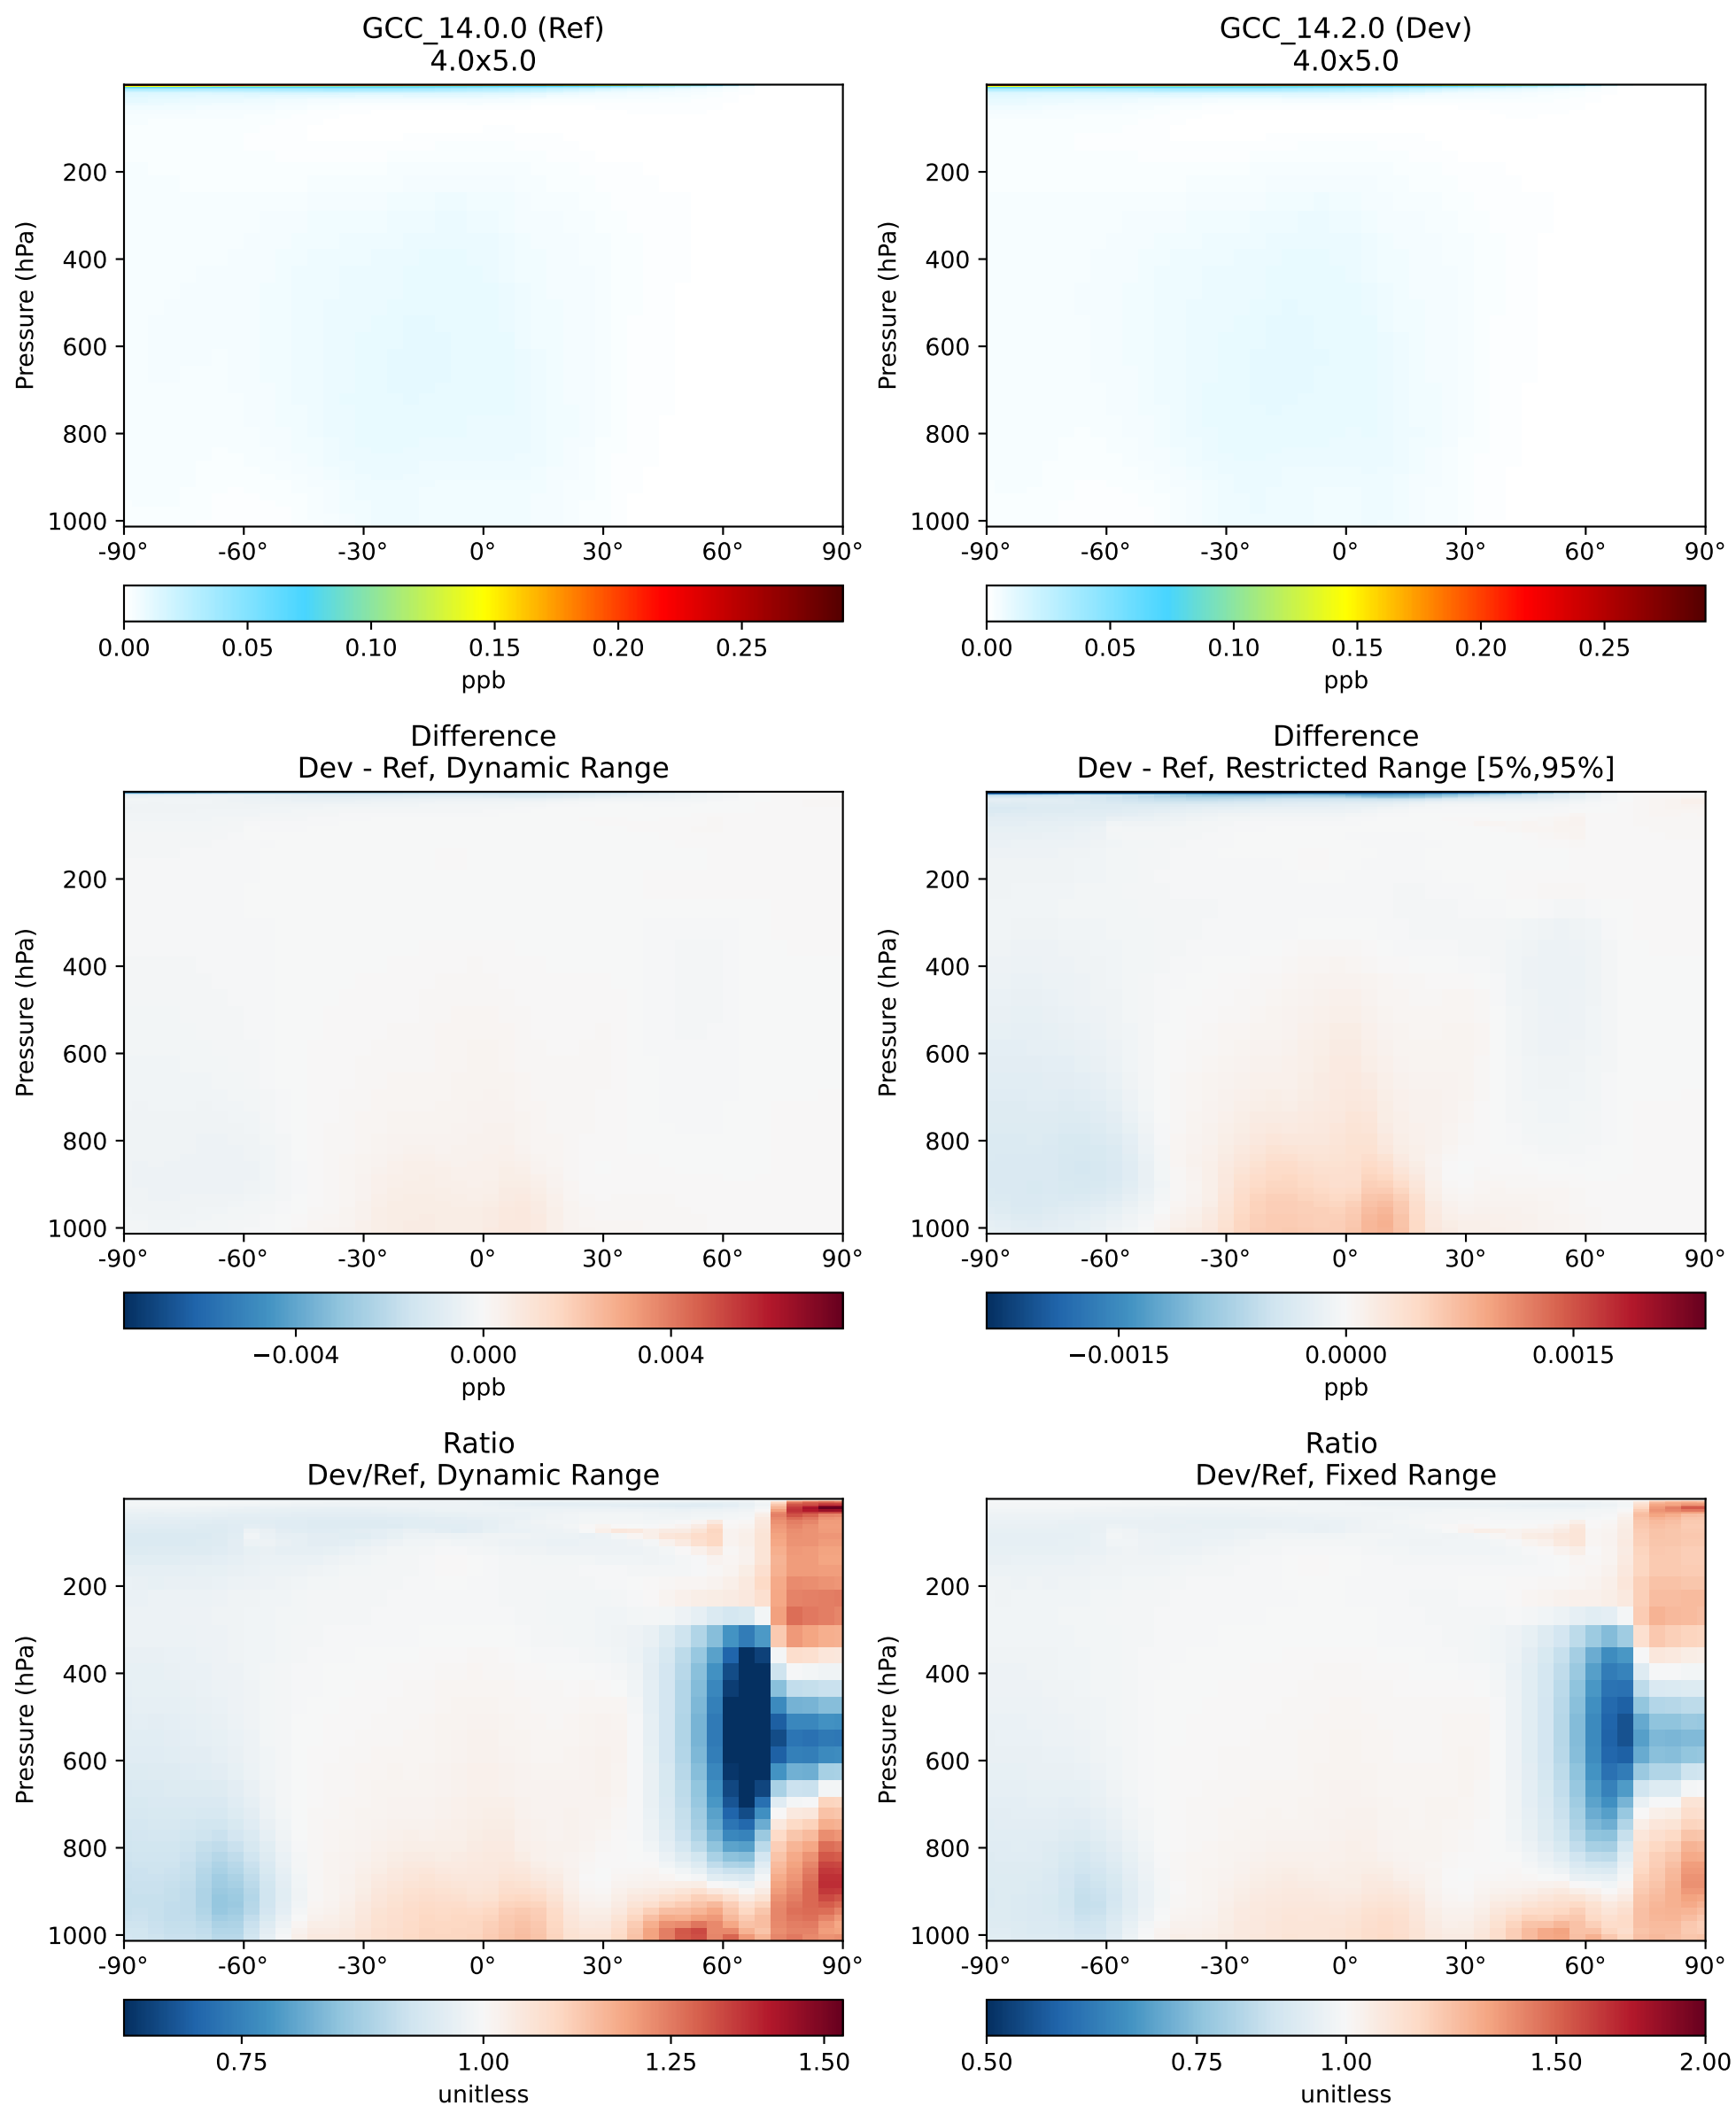 GCC_14.0.0 (Ref)
4.0x5.0
Pressure (hPa)
200
400
600
800
1000
-90° -60° -30° 0° 30° 60° 90°
0.00 0.05 0.10 0.15 0.20 0.25
ppb
GCC_14.2.0 (Dev)
4.0x5.0
Pressure (hPa)
200
400
600
800
1000
-90° -60° -30° 0° 30° 60° 90°
0.00 0.05 0.10 0.15 0.20 0.25
ppb
Difference
Dev - Ref, Dynamic Range
Pressure (hPa)
200
400
600
800
1000
-90° -60° -30° 0° 30° 60° 90°
−0.004 0.000 0.004
ppb
Difference
Dev - Ref, Restricted Range [5%,95%]
Pressure (hPa)
200
400
600
800
1000
-90° -60° -30° 0° 30° 60° 90°
−0.0015 0.0000 0.0015
ppb
Ratio
Dev/Ref, Dynamic Range
Pressure (hPa)
200
400
600
800
1000
-90° -60° -30° 0° 30° 60° 90°
0.75 1.00 1.25 1.50
unitless
Ratio
Dev/Ref, Fixed Range
Pressure (hPa)
200
400
600
800
1000
-90° -60° -30° 0° 30° 60° 90°
0.50 0.75 1.00 1.50 2.00
unitless